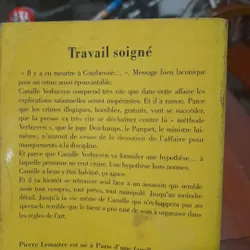 Travail soigné
« Il y a eu meurtre à Courbevoie... ». Message bien laconique
pour un crime aussi épouvantable.
Camille Verhœven comprend très vite que dans cette affaire les
explications rationnelles seront inopérantes. Et il a raison. Parce
que les crimes illogiques, horribles, gratuits, vont se succéder,
que la presse va très vite se déchaîner contre la « méthode
Verhœven », que le juge Deschamps, le Parquet, le ministre lui-
même, n'auront de cesse de le dessaisir de l'affaire pour
manquements à la discipline.
Et parce que Camille Verhœven va formuler une hypothèse... à
laquelle personne ne veut croire. Une hypothèse hors normes.
Camille a beau y être habitué, ça agace.
Et il va bientôt se retrouver seul face à un assassin qui semble
avoir tout compris, tout prévu, tout manipulé. Jusqu'au moindre
détail. Jusqu'à la vie même de Camille qui n'échappera pas au
spectacle terrible que le tueur a pris tant de soin à organiser dans
les règles de l'art.
Pierre Lemaitre est né à Paris d'une